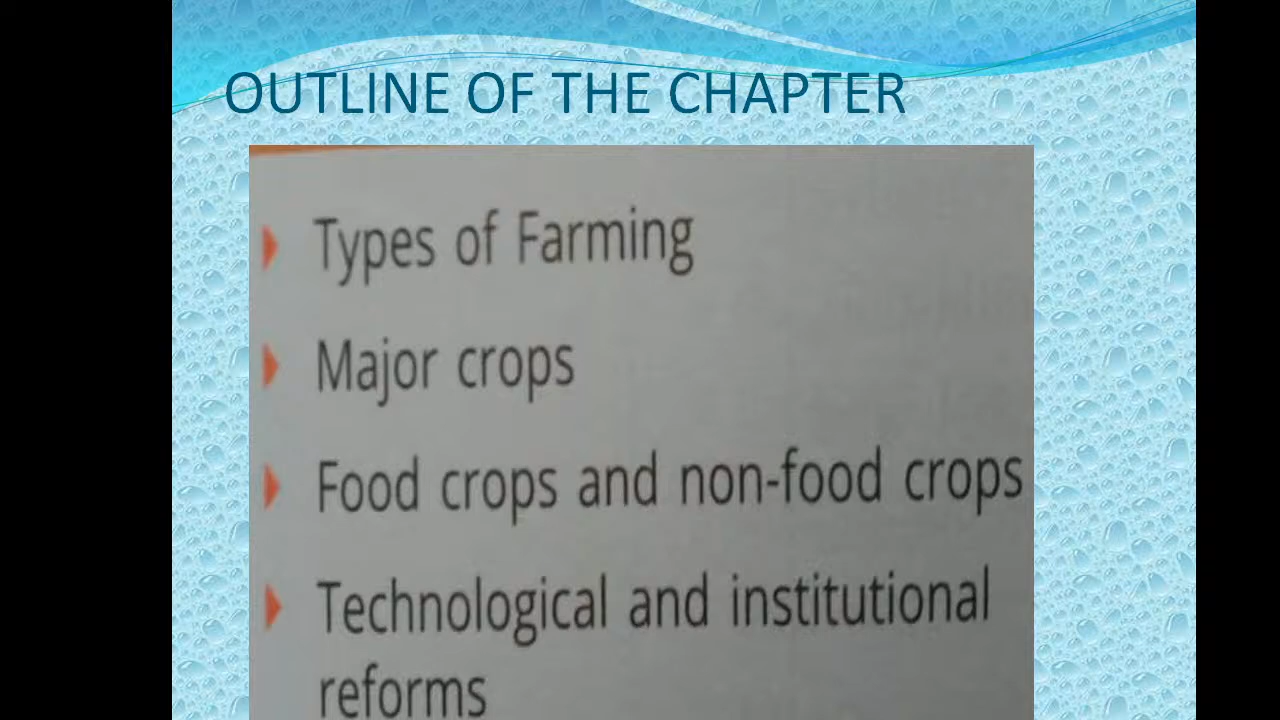 OUTLINE OF THE CHAPTER
Types of Farming
Major crops
Food crops and non-food crops
Technological and institutional
reforms